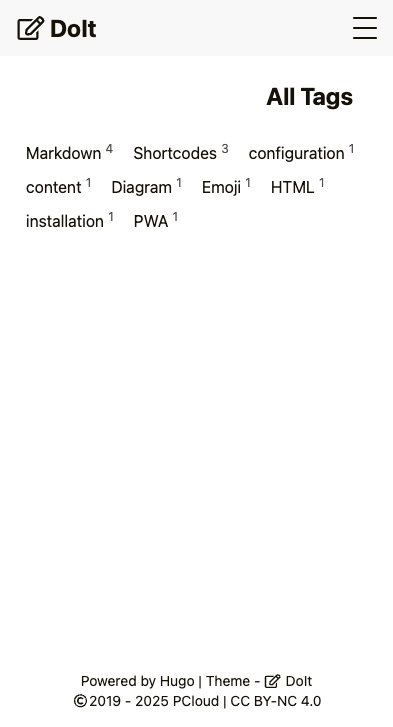 DoIt
All Tags
Markdown 4 Shortcodes 3 configuration 1
content 1 Diagram 1 Emoji 1 HTML 1
installation 1 PWA 1
Powered by Hugo | Theme - DoIt
©2019 - 2025 PCloud | CC BY-NC 4.0